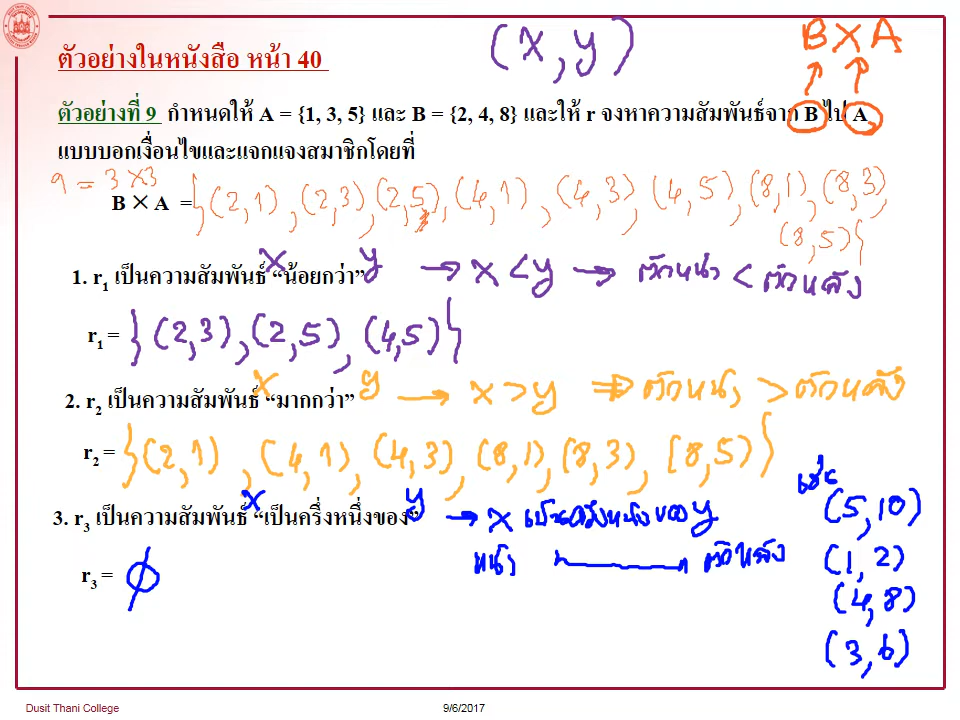 ตัวอย่างในหนังสือ หน้า 40
(x, y)
B X A
ตัวอย่างที่ 9 กำหนดให้ A = {1, 3, 5} และ B = {2, 4, 8} และให้ r จงหาความสัมพันธ์จาก B ไป A
แบบบอกเงื่อนไขและแจกแจงสมาชิกโดยที่
9 = 3 x 3
B × A = {(2,1), (2,3), (2,5), (4,1), (4,3), (4,5), (8,1), (8,3)
(8,5)}
x y
1. r1 เป็นความสัมพันธ์ “น้อยกว่า” → x < y → ตัวหน้า < ตัวหลัง
r1 = {(2,3), (2,5), (4,5)}
x y
2. r2 เป็นความสัมพันธ์ “มากกว่า” → x > y ⇒ ตัวหน้า > ตัวหลัง
r2 = {(2,1), (4,1), (4,3), (8,1), (8,3), (8,5)}
เช่น
x y
3. r3 เป็นความสัมพันธ์ “เป็นครึ่งหนึ่งของ” → x เป็นครึ่งหนึ่งของ y (5,10)
หน้า ตัวหลัง (1,2)
r3 = ϕ
(4,8)
(3,6)
Dusit Thani College
9/6/2017